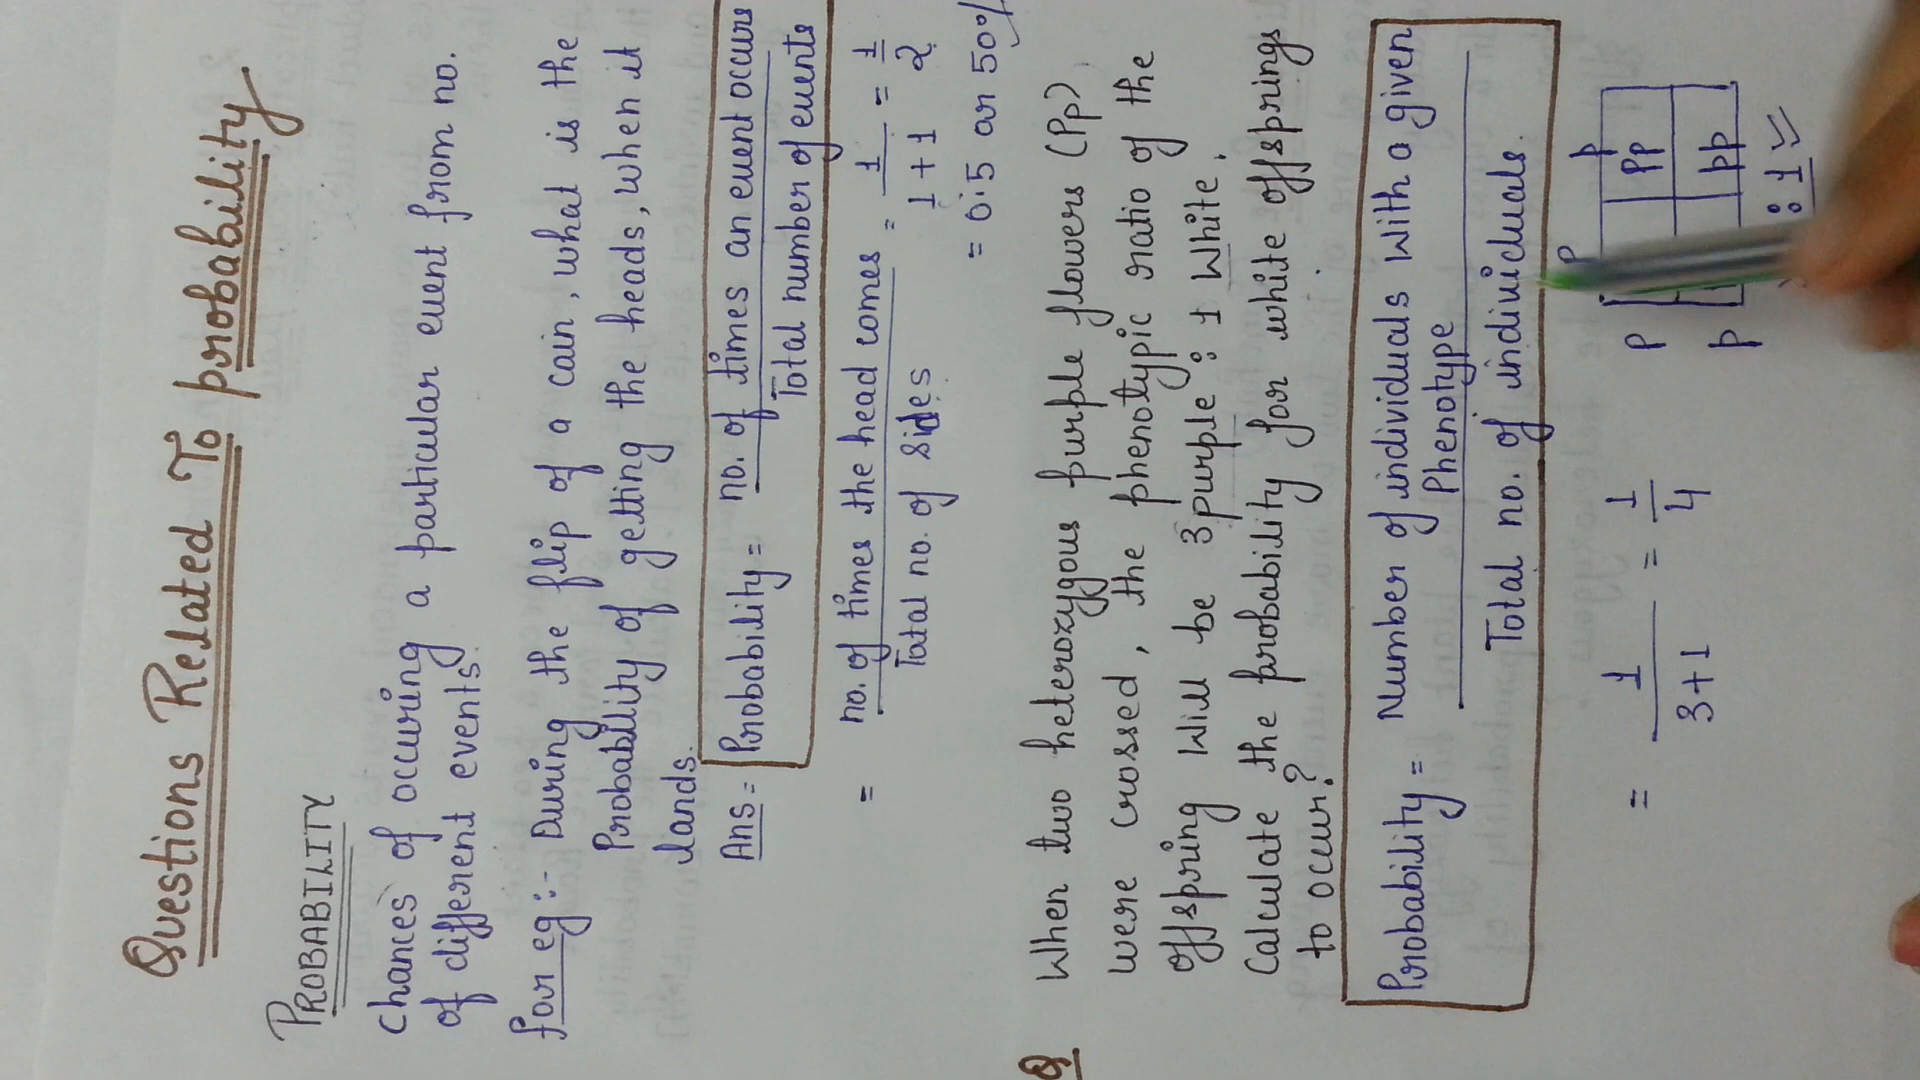 Questions Related To probability
PROBABILITY
Chances of occuring a particular event from no.
of different events.
for eg:- During the flip of a coin, what is the
Probability of getting the heads, when it
lands.
Ans = Probability = no. of times an event occurs
Total number of events
= no. of times the head comes = 1 = 1
Total no. of sides 1+1 2
= 0.5 or 50%
Q When two heterozygous purple flowers (Pp)
were crossed, the phenotypic ratio of the
offspring will be 3 purple : 1 white.
Calculate the probability for white offsprings
to occur?
Probability = Number of individuals with a given
Phenotype
Total no. of individuals.
= 1 = 1
3+1 4
P p
P Pp
p pp
: 1